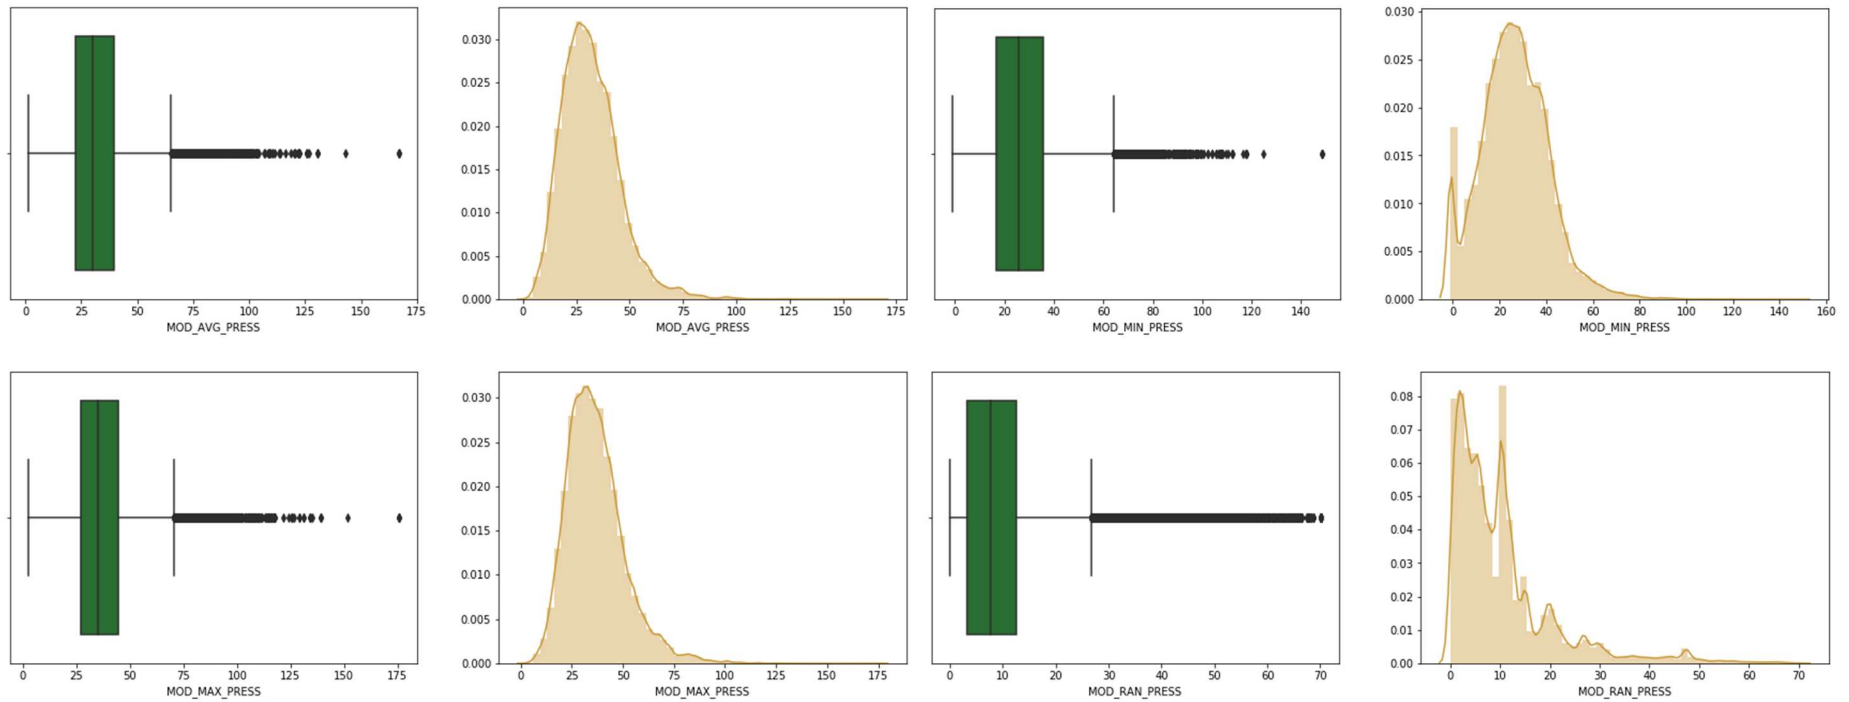 0 25 50 75 100 125 150 175
MOD_AVG_PRESS
0.030
0.025
0.020
0.015
0.010
0.005
0.000
0 25 50 75 100 125 150 175
MOD_AVG_PRESS
0 20 40 60 80 100 120 140
MOD_MIN_PRESS
0.030
0.025
0.020
0.015
0.010
0.005
0.000
0 20 40 60 80 100 120 140 160
MOD_MIN_PRESS
0 25 50 75 100 125 150 175
MOD_MAX_PRESS
0.030
0.025
0.020
0.015
0.010
0.005
0.000
0 25 50 75 100 125 150 175
MOD_MAX_PRESS
0 10 20 30 40 50 60 70
MOD_RAN_PRESS
0.08
0.07
0.06
0.05
0.04
0.03
0.02
0.01
0.00
0 10 20 30 40 50 60 70
MOD_RAN_PRESS